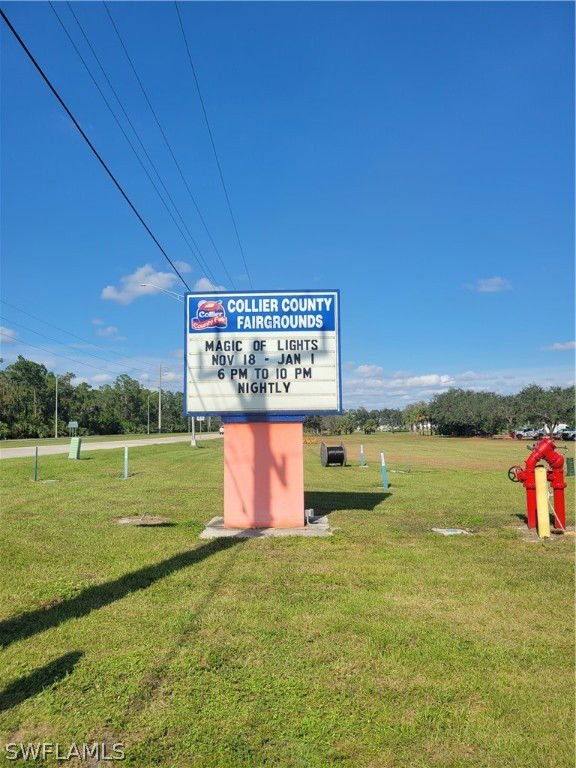 COLLIER COUNTY
FAIRGROUNDS
Collier
County Fair
MAGIC OF LIGHTS
NOV 18 - JAN 1
6 PM TO 10 PM
NIGHTLY
SWFLAMLS